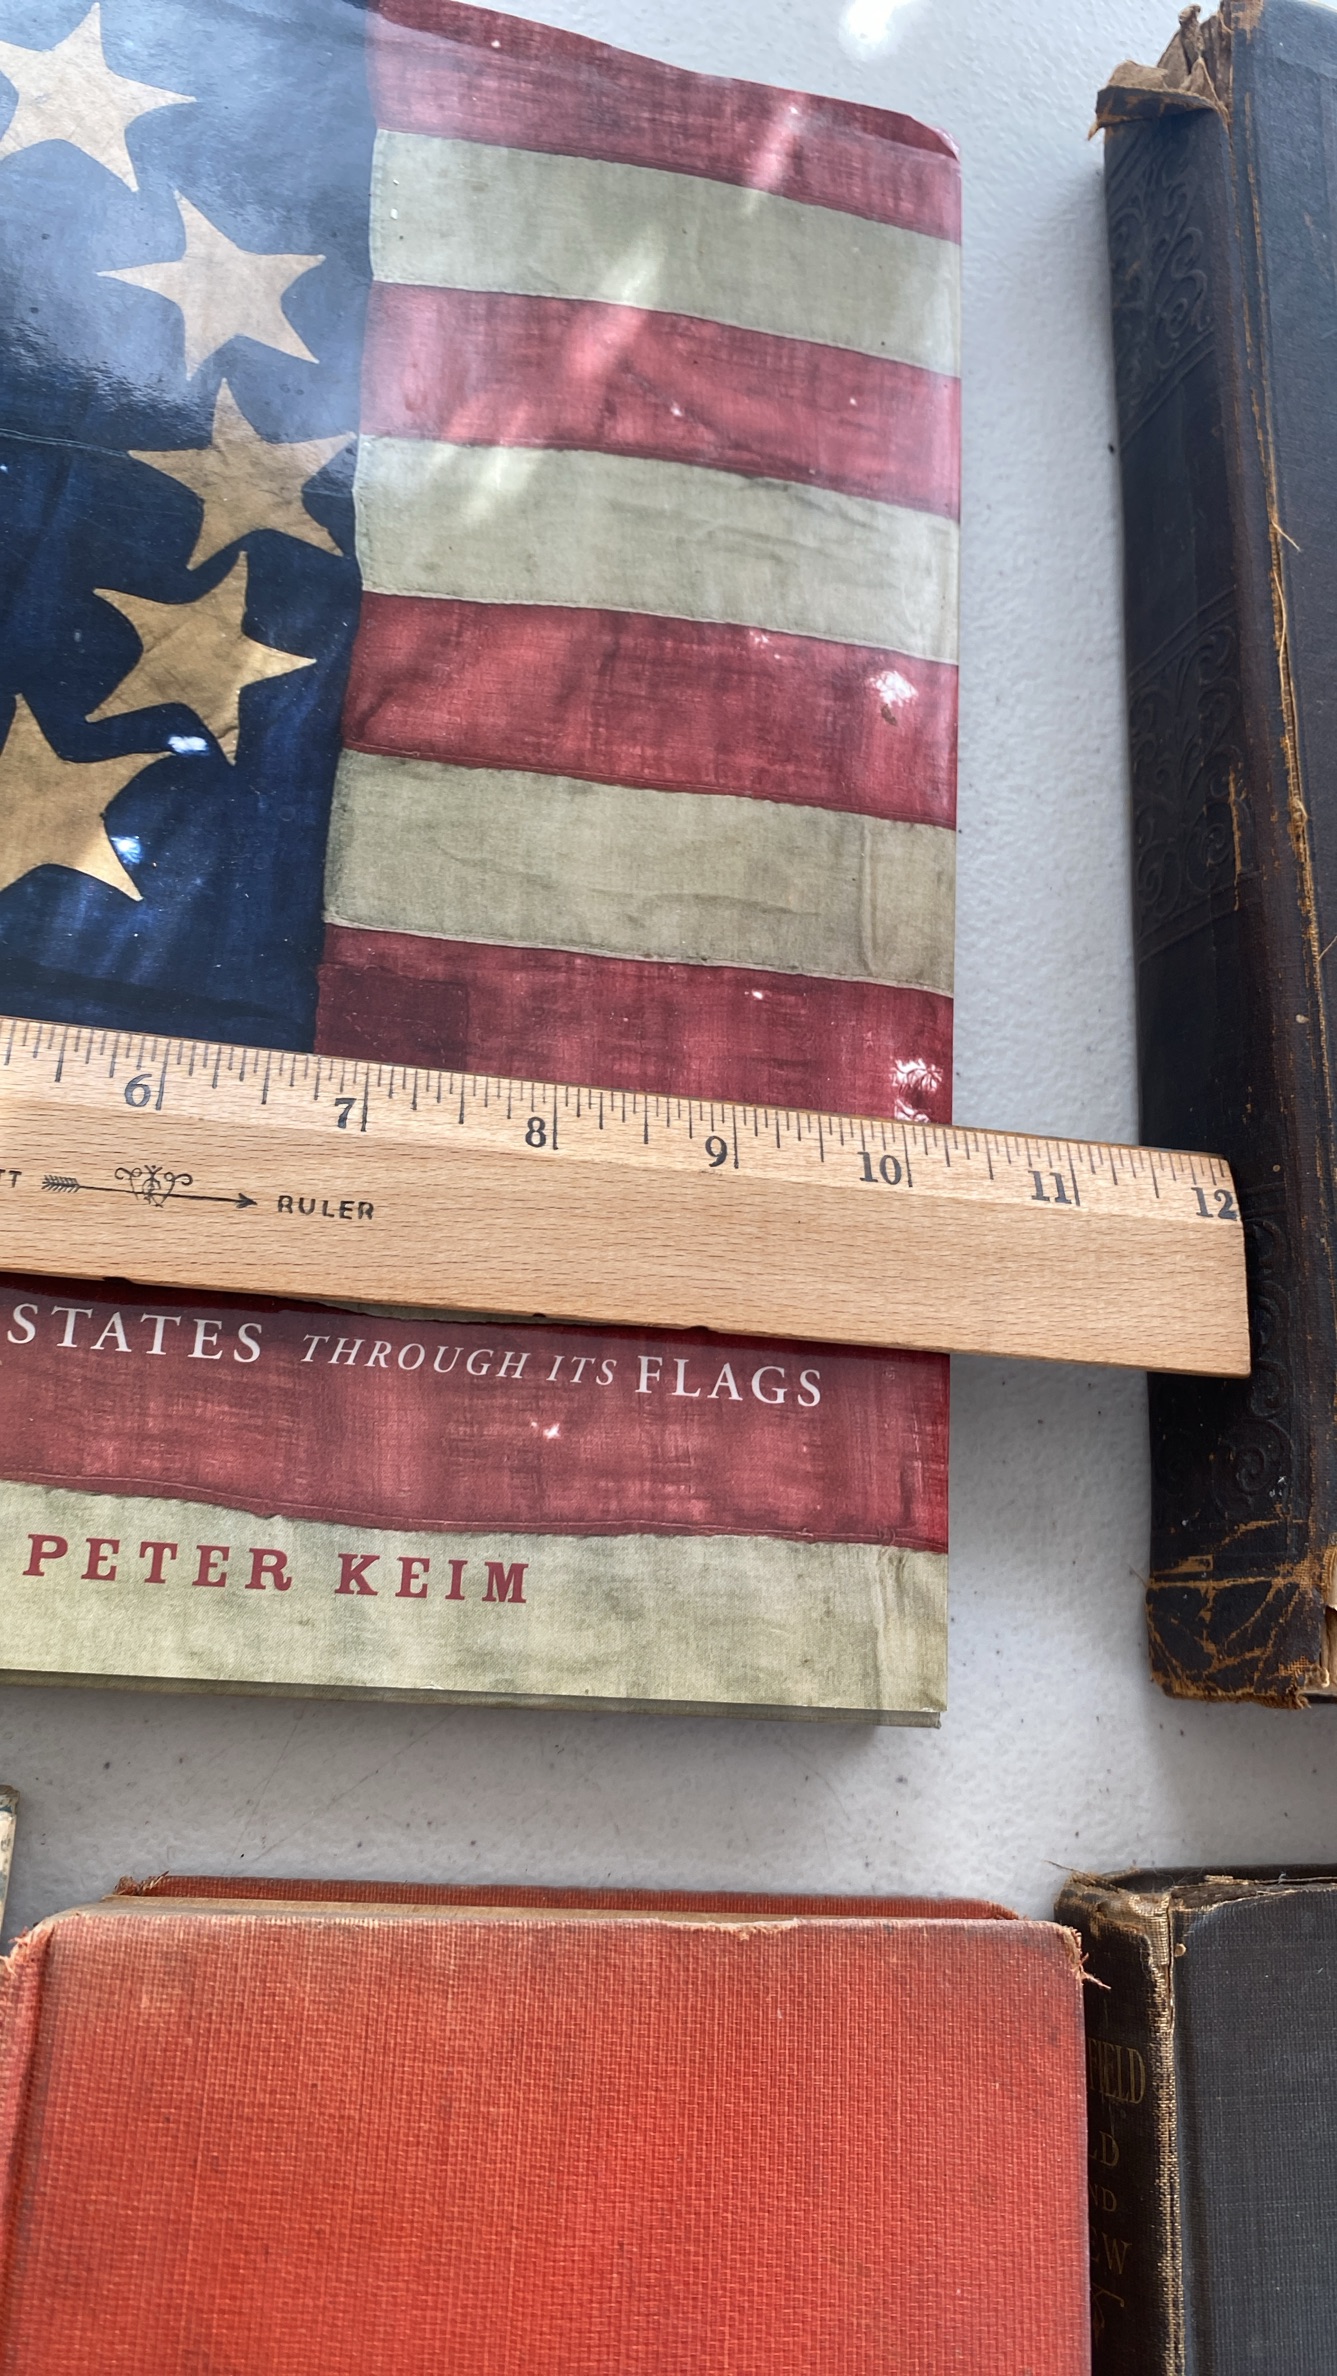 6 7 8 9 10 11 12
RULER
STATES THROUGH ITS FLAGS
PETER KEIM